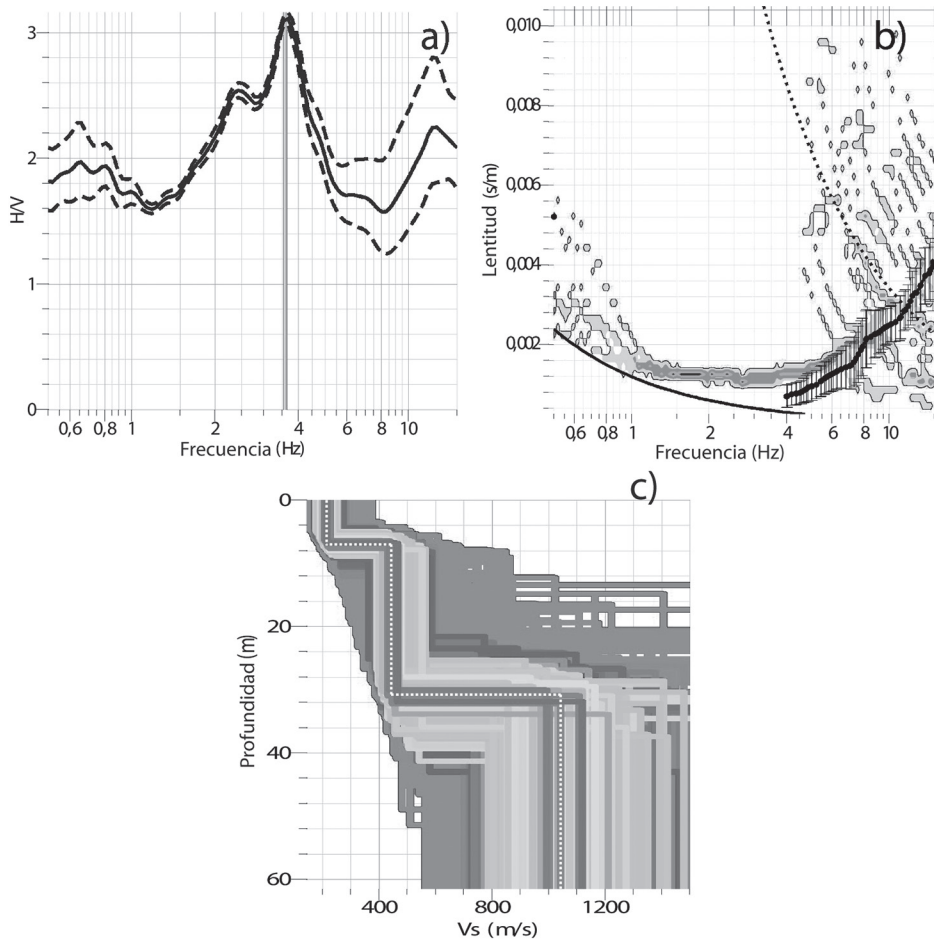 a)
3
2
1
0
H/V
0,6 0,8 1 2 4 6 8 10
Frecuencia (Hz)
b)
0,010
0,008
0,006
0,004
0,002
Lentitud (s/m)
0,6 0,8 1 2 4 6 8 10
Frecuencia (Hz)
c)
0
20
40
60
Profundidad (m)
400 800 1200
Vs (m/s)